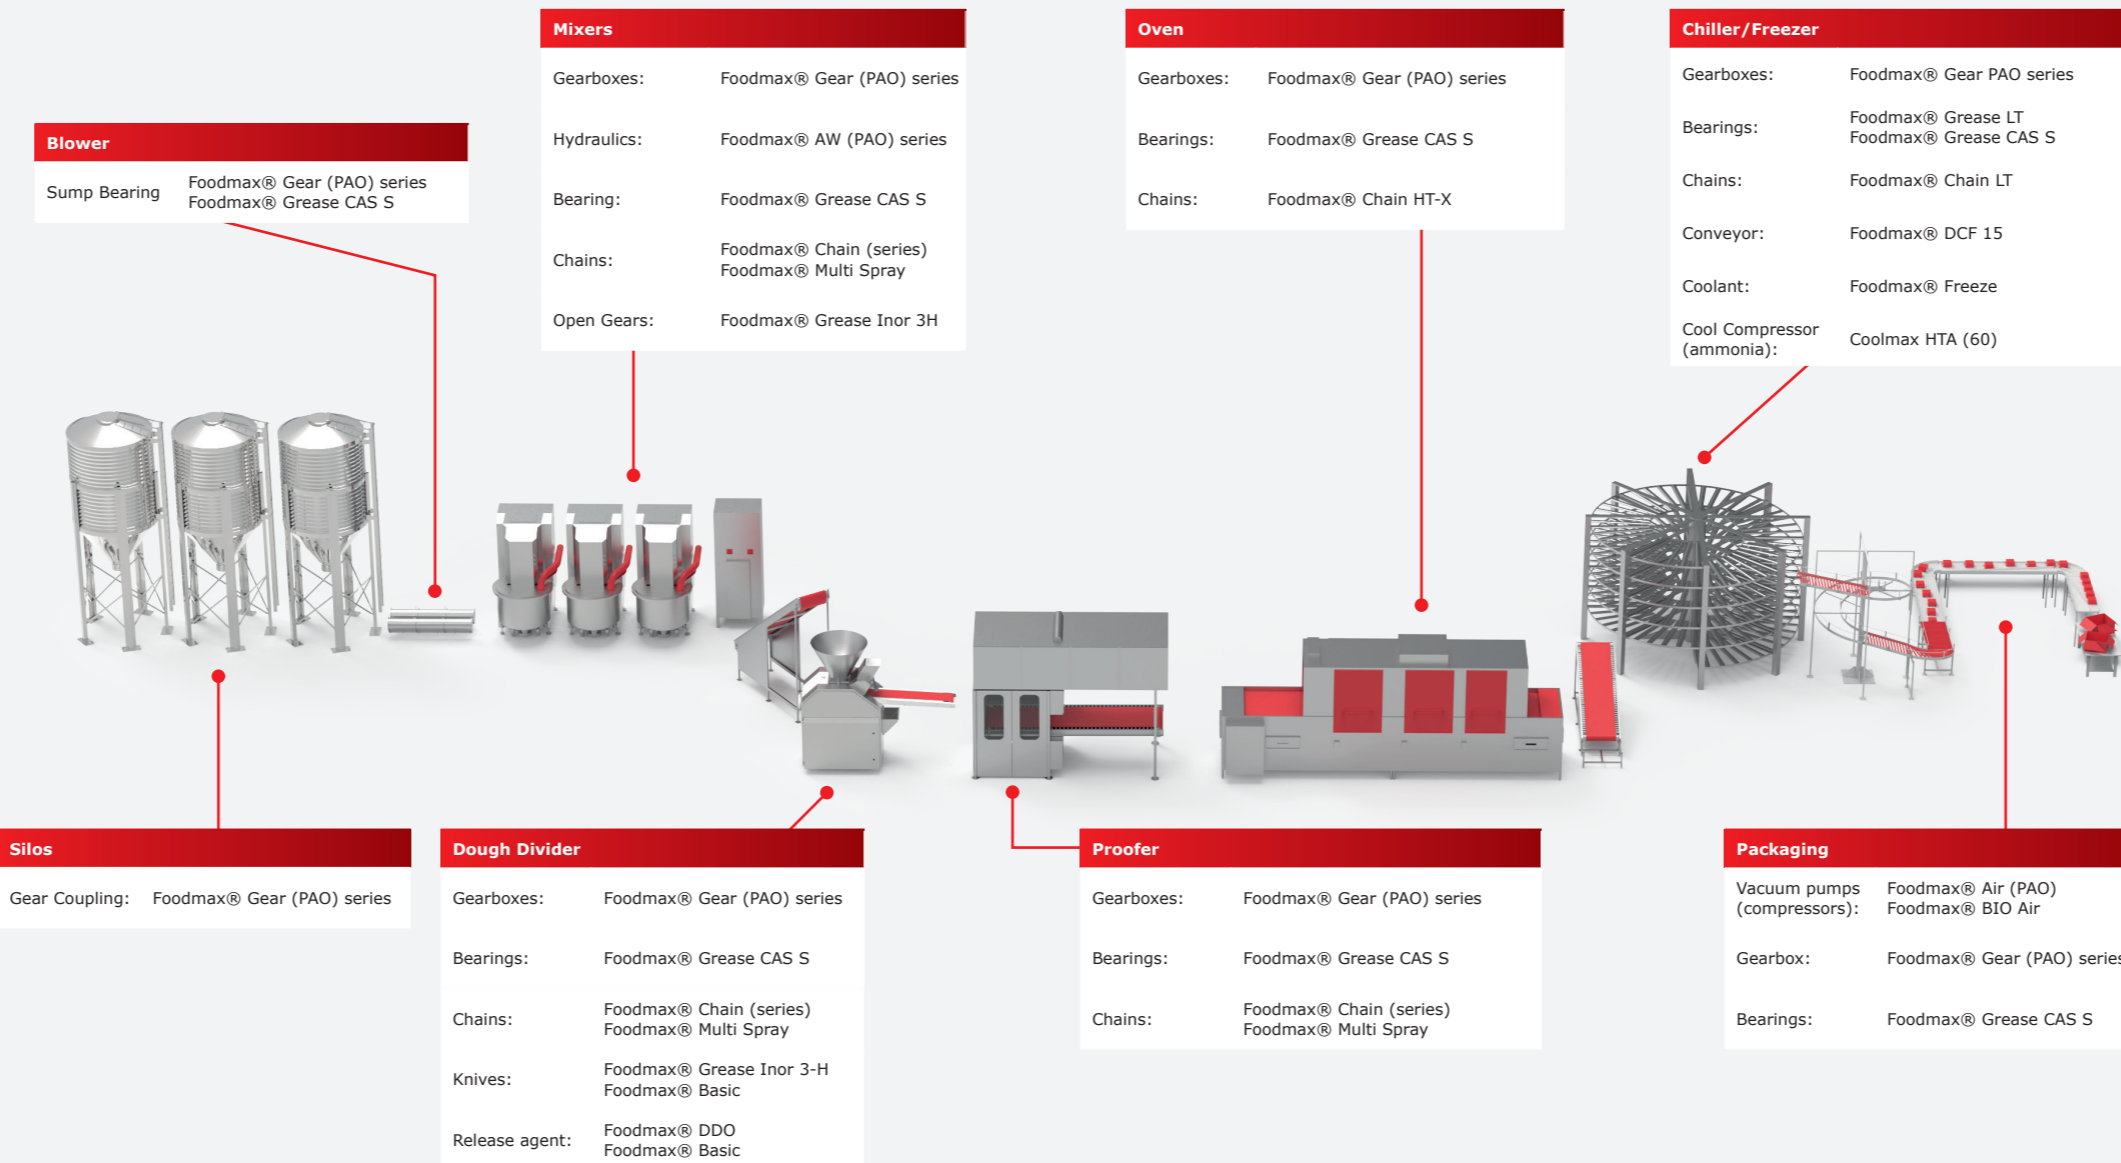 Blower
Sump Bearing
Foodmax® Gear (PAO) series
Foodmax® Grease CAS S
Mixers
Gearboxes: Foodmax® Gear (PAO) series
Hydraulics: Foodmax® AW (PAO) series
Bearing: Foodmax® Grease CAS S
Chains: Foodmax® Chain (series)
Foodmax® Multi Spray
Open Gears: Foodmax® Grease Inor 3H
Oven
Gearboxes: Foodmax® Gear (PAO) series
Bearings: Foodmax® Grease CAS S
Chains: Foodmax® Chain HT-X
Chiller/Freezer
Gearboxes: Foodmax® Gear PAO series
Bearings: Foodmax® Grease LT
Foodmax® Grease CAS S
Chains: Foodmax® Chain LT
Conveyor: Foodmax® DCF 15
Coolant: Foodmax® Freeze
Cool Compressor
(ammonia): Coolmax HTA (60)
Silos
Gear Coupling: Foodmax® Gear (PAO) series
Dough Divider
Gearboxes: Foodmax® Gear (PAO) series
Bearings: Foodmax® Grease CAS S
Chains: Foodmax® Chain (series)
Foodmax® Multi Spray
Knives: Foodmax® Grease Inor 3-H
Foodmax® Basic
Release agent: Foodmax® DDO
Foodmax® Basic
Proofer
Gearboxes: Foodmax® Gear (PAO) series
Bearings: Foodmax® Grease CAS S
Chains: Foodmax® Chain (series)
Foodmax® Multi Spray
Packaging
Vacuum pumps Foodmax® Air (PAO)
(compressors): Foodmax® BIO Air
Gearbox: Foodmax® Gear (PAO) series
Bearings: Foodmax® Grease CAS S